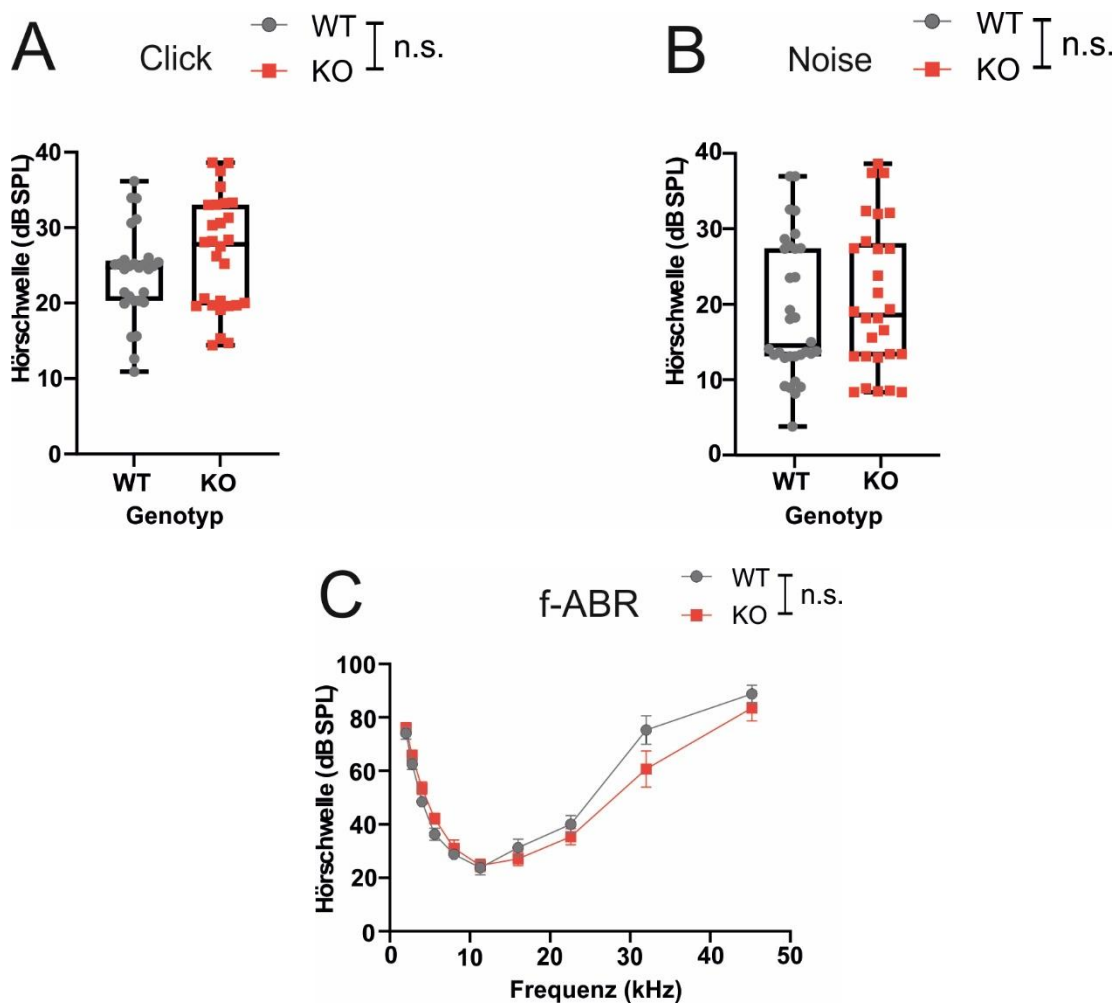 A
Click
WT
KO
n.s.
Hörschwelle (dB SPL)
40
30
20
10
0
WT
KO
Genotyp
B
Noise
WT
KO
n.s.
Hörschwelle (dB SPL)
40
30
20
10
0
WT
KO
Genotyp
C
f-ABR
WT
KO
n.s.
Hörschwelle (dB SPL)
100
80
60
40
20
0
0
10
20
30
40
50
Frequenz (kHz)